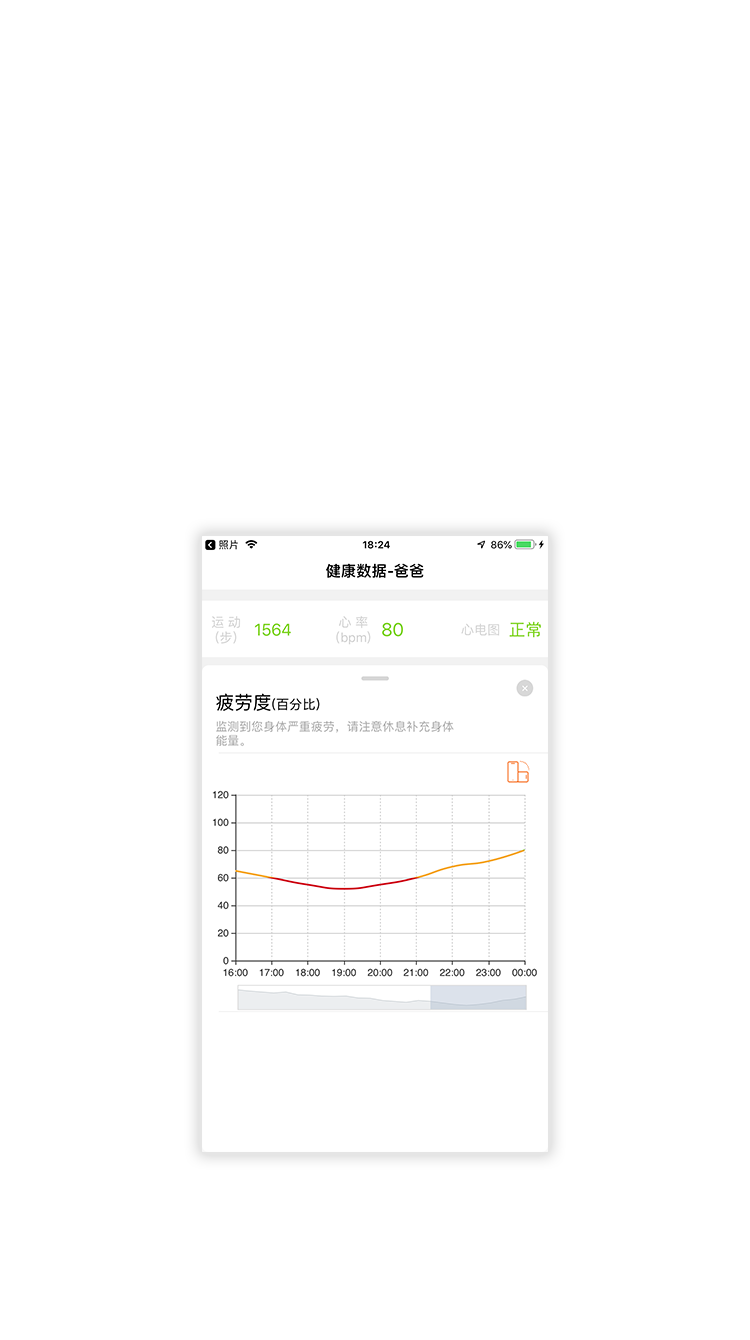 照片 18:24 86%
健康数据-爸爸
运 动 心 率
(步) 1564 (bpm) 80 心电图 正常
疲劳度(百分比)
监测到您身体严重疲劳，请注意休息补充身体
能量。
120
100
80
60
40
20
0
16:00 17:00 18:00 19:00 20:00 21:00 22:00 23:00 00:00